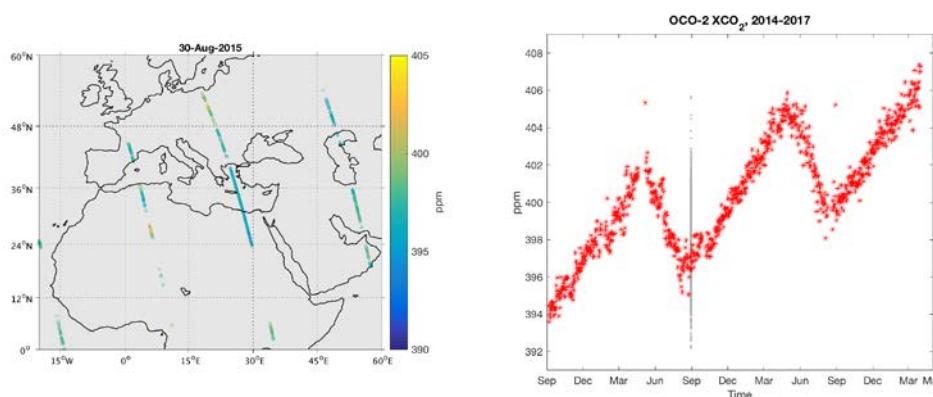 30-Aug-2015
60°N
48°N
36°N
24°N
12°N
0°
15°W
0°
15°E
30°E
45°E
60°E
405
400
395
390
ppm
OCO-2 XCO₂, 2014-2017
408
406
404
402
400
398
396
394
392
ppm
Sep Dec Mar Jun Sep Dec Mar Jun Sep Dec Mar M
Time